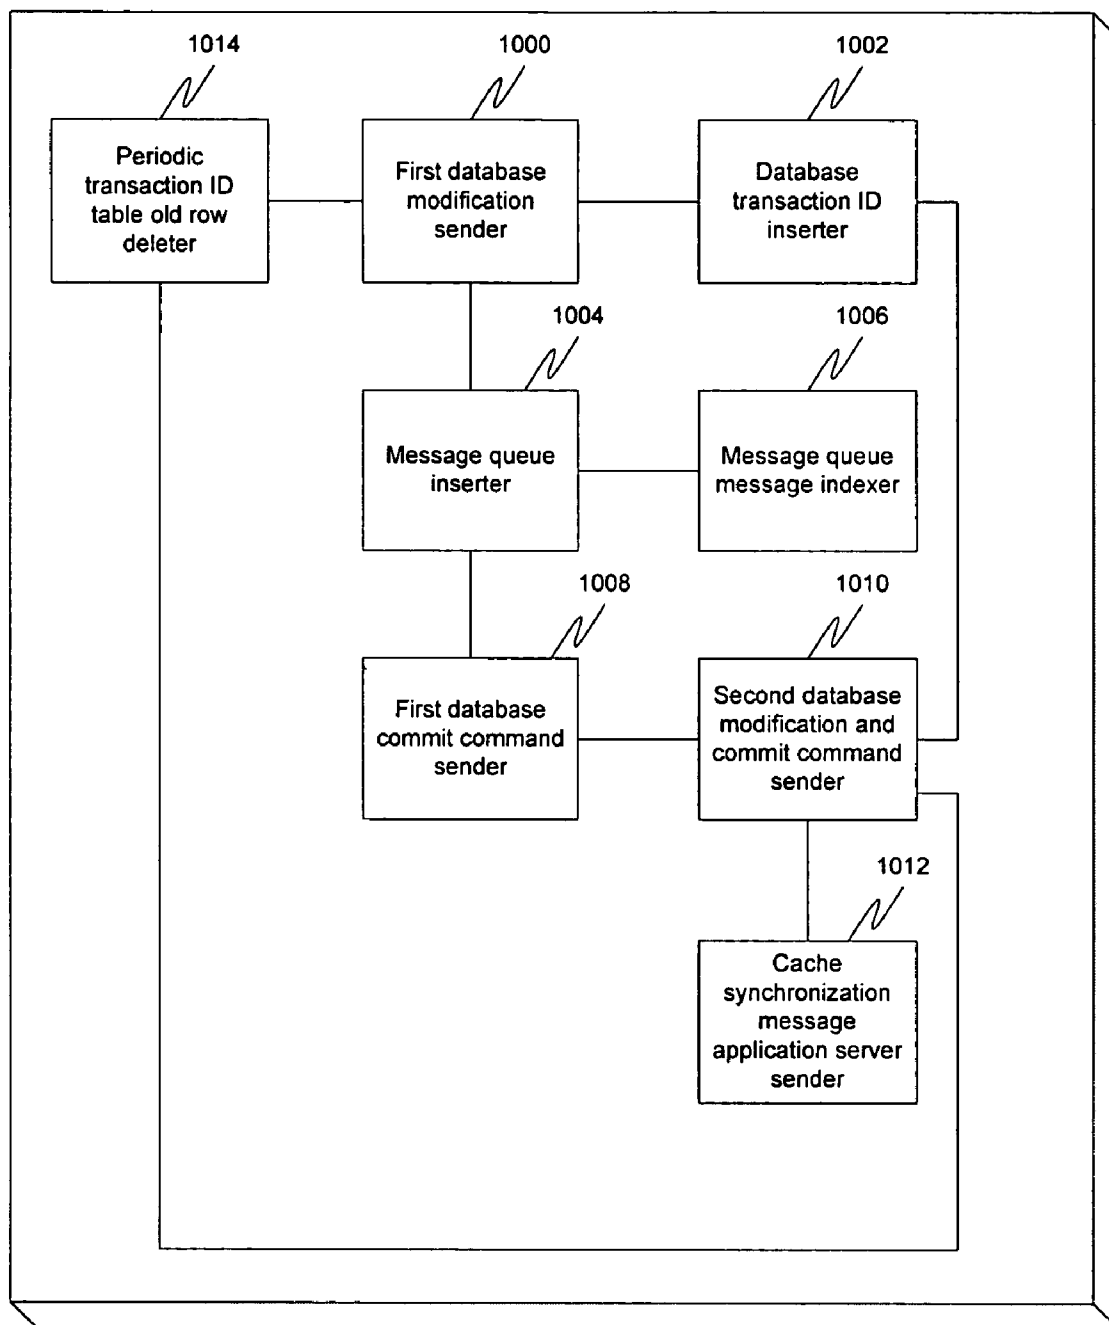 1014
1000
1002
Periodic
transaction ID
table old row
deleter
First database
modification
sender
Database
transaction ID
inserter
1004
1006
Message queue
inserter
Message queue
message indexer
1008
1010
First database
commit command
sender
Second database
modification and
commit command
sender
1012
Cache
synchronization
message
application server
sender